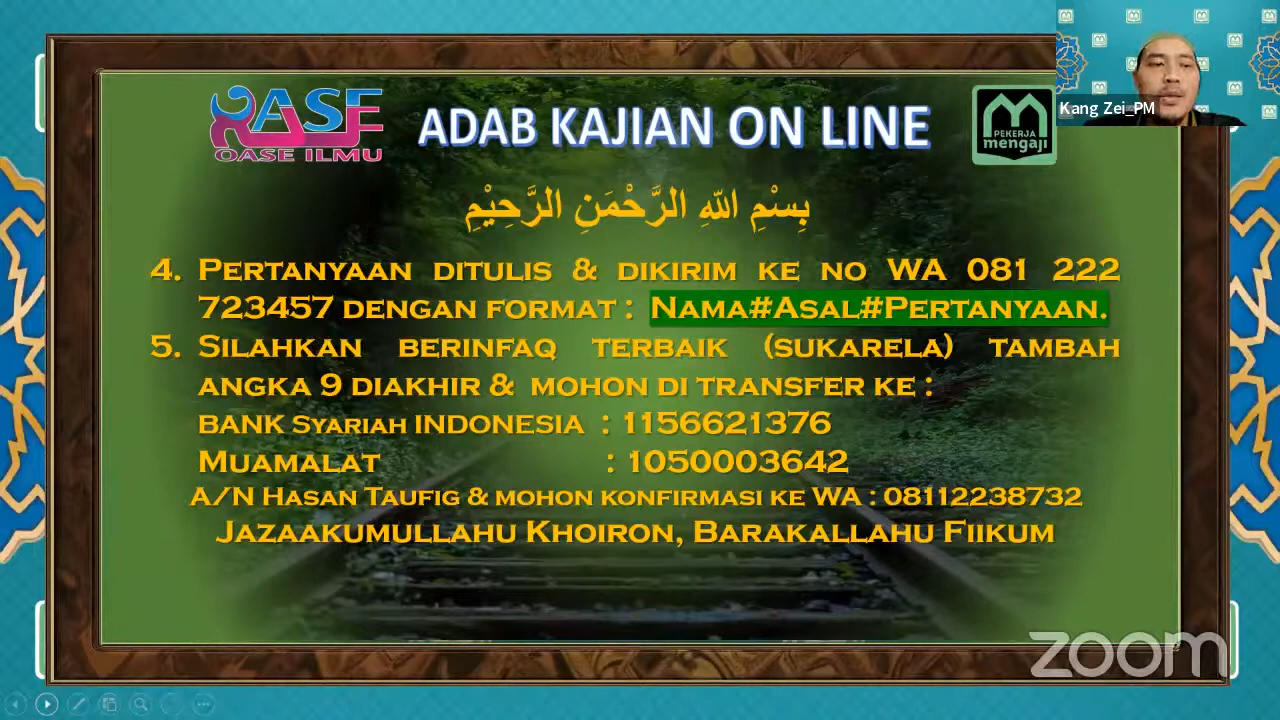 OASE
OASE ILMU
ADAB KAJIAN ON LINE
PEKERJA
mengaji
Kang Zei_PM
بِسْمِ اللّٰهِ الرَّحْمَنِ الرَّحِيْمِ
4. PERTANYAAN DITULIS & DIKIRIM KE NO WA 081 222
723457 DENGAN FORMAT : NAMA#ASAL#PERTANYAAN.
5. SILAHKAN BERINFAQ TERBAIK (SUKARELA) TAMBAH
ANGKA 9 DIAKHIR & MOHON DI TRANSFER KE :
BANK SYARIAH INDONESIA : 1156621376
MUAMALAT : 1050003642
A/N HASAN TAUFIG & MOHON KONFIRMASI KE WA : 08112238732
JAZAAKUMULLAHU KHOIRON, BARAKALLAHU FIIKUM
zoom